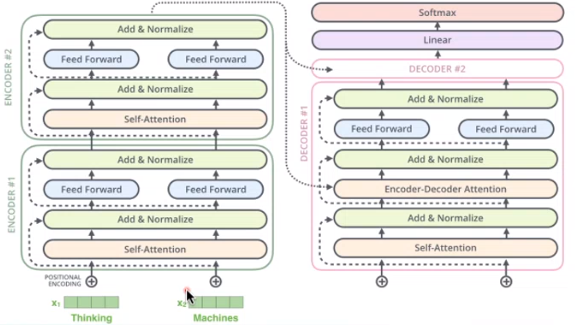 ENCODER #2
Add & Normalize
Feed Forward Feed Forward
Add & Normalize
Self-Attention
ENCODER #1
Add & Normalize
Feed Forward Feed Forward
Add & Normalize
Self-Attention
POSITIONAL
ENCODING
x₁ x₂
Thinking Machines
Softmax
Linear
DECODER #2
DECODER #1
Add & Normalize
Feed Forward Feed Forward
Add & Normalize
Encoder-Decoder Attention
Add & Normalize
Self-Attention